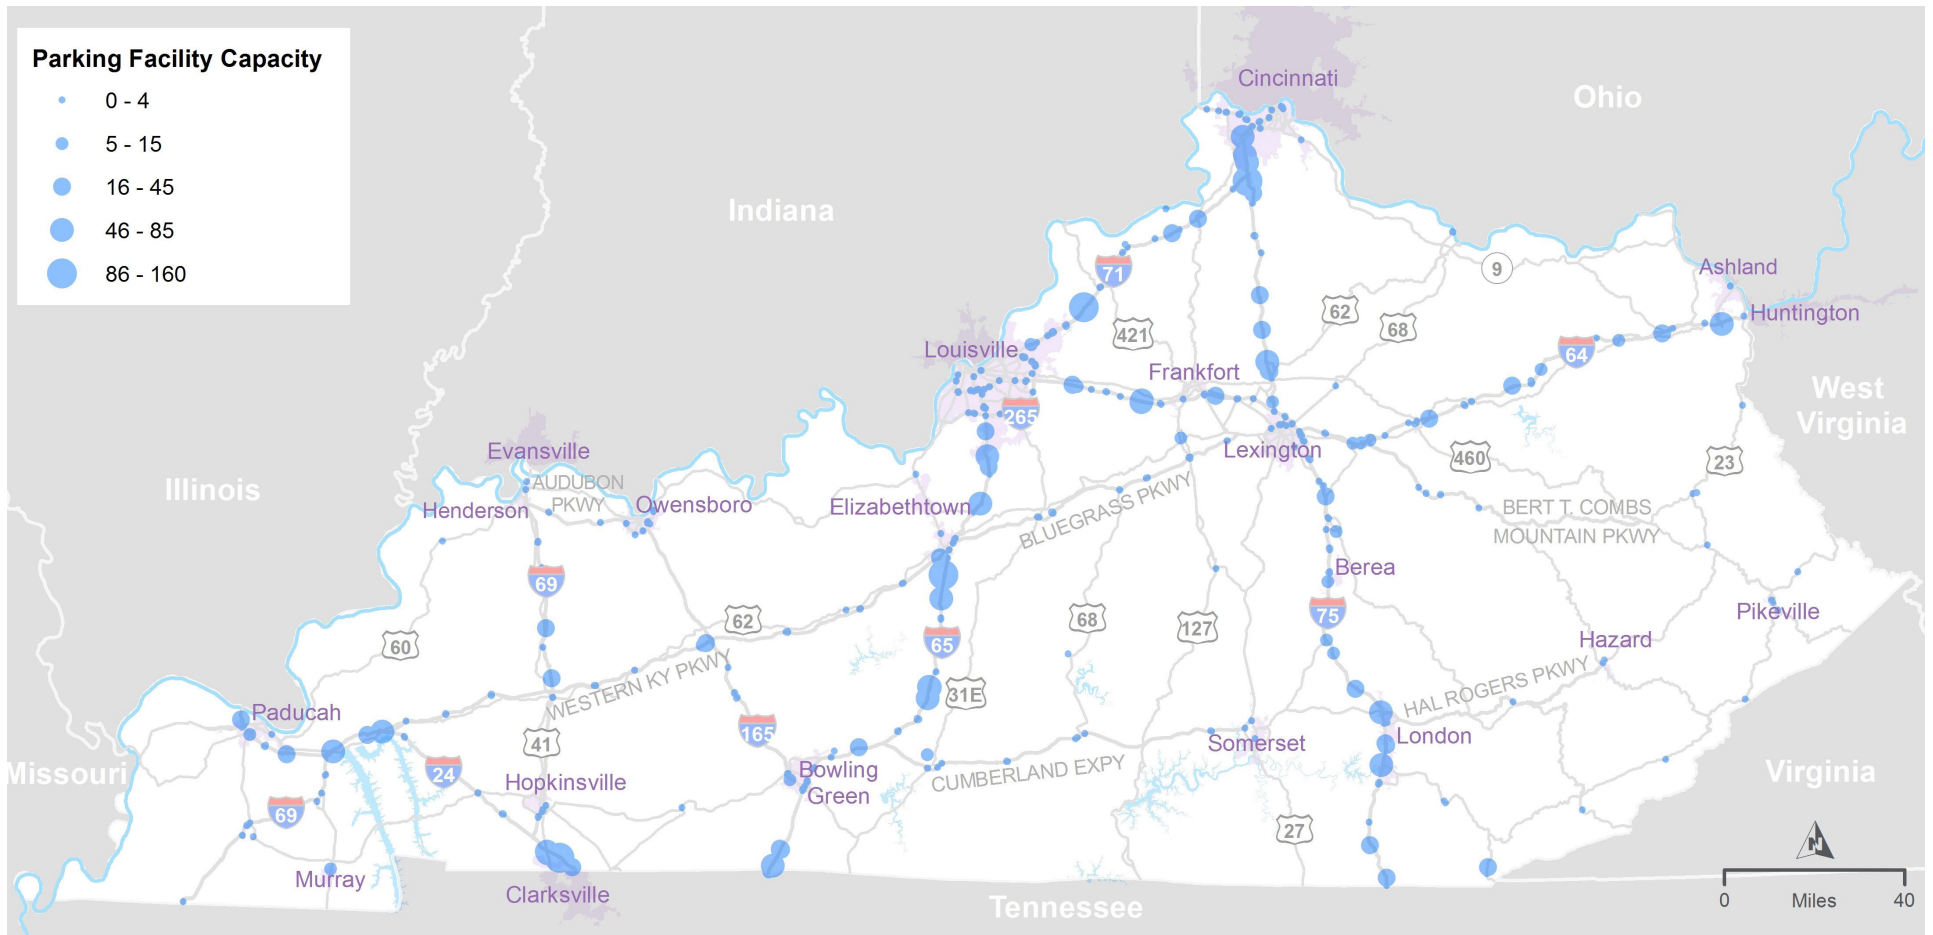 Parking Facility Capacity
0 - 4
5 - 15
16 - 45
46 - 85
86 - 160
Cincinnati
Ohio
Indiana
71
421
62
68
9
Ashland
Huntington
Louisville
Frankfort
64
265
West
Virginia
Evansville
AUDUBON
PKWY
Illinois
Henderson
Owensboro
Elizabethtown
Lexington
460
23
BLUEGRASS PKWY
BERT T. COMBS
MOUNTAIN PKWY
69
Berea
60
62
65
68
127
75
Pikeville
Hazard
WESTERN KY PKWY
31E
HAL ROGERS PKWY
Paducah
41
165
Somerset
London
Missouri
24
Hopkinsville
Bowling
Green
CUMBERLAND EXPY
Virginia
69
27
N
Murray
Clarksville
Tennessee
0 Miles 40